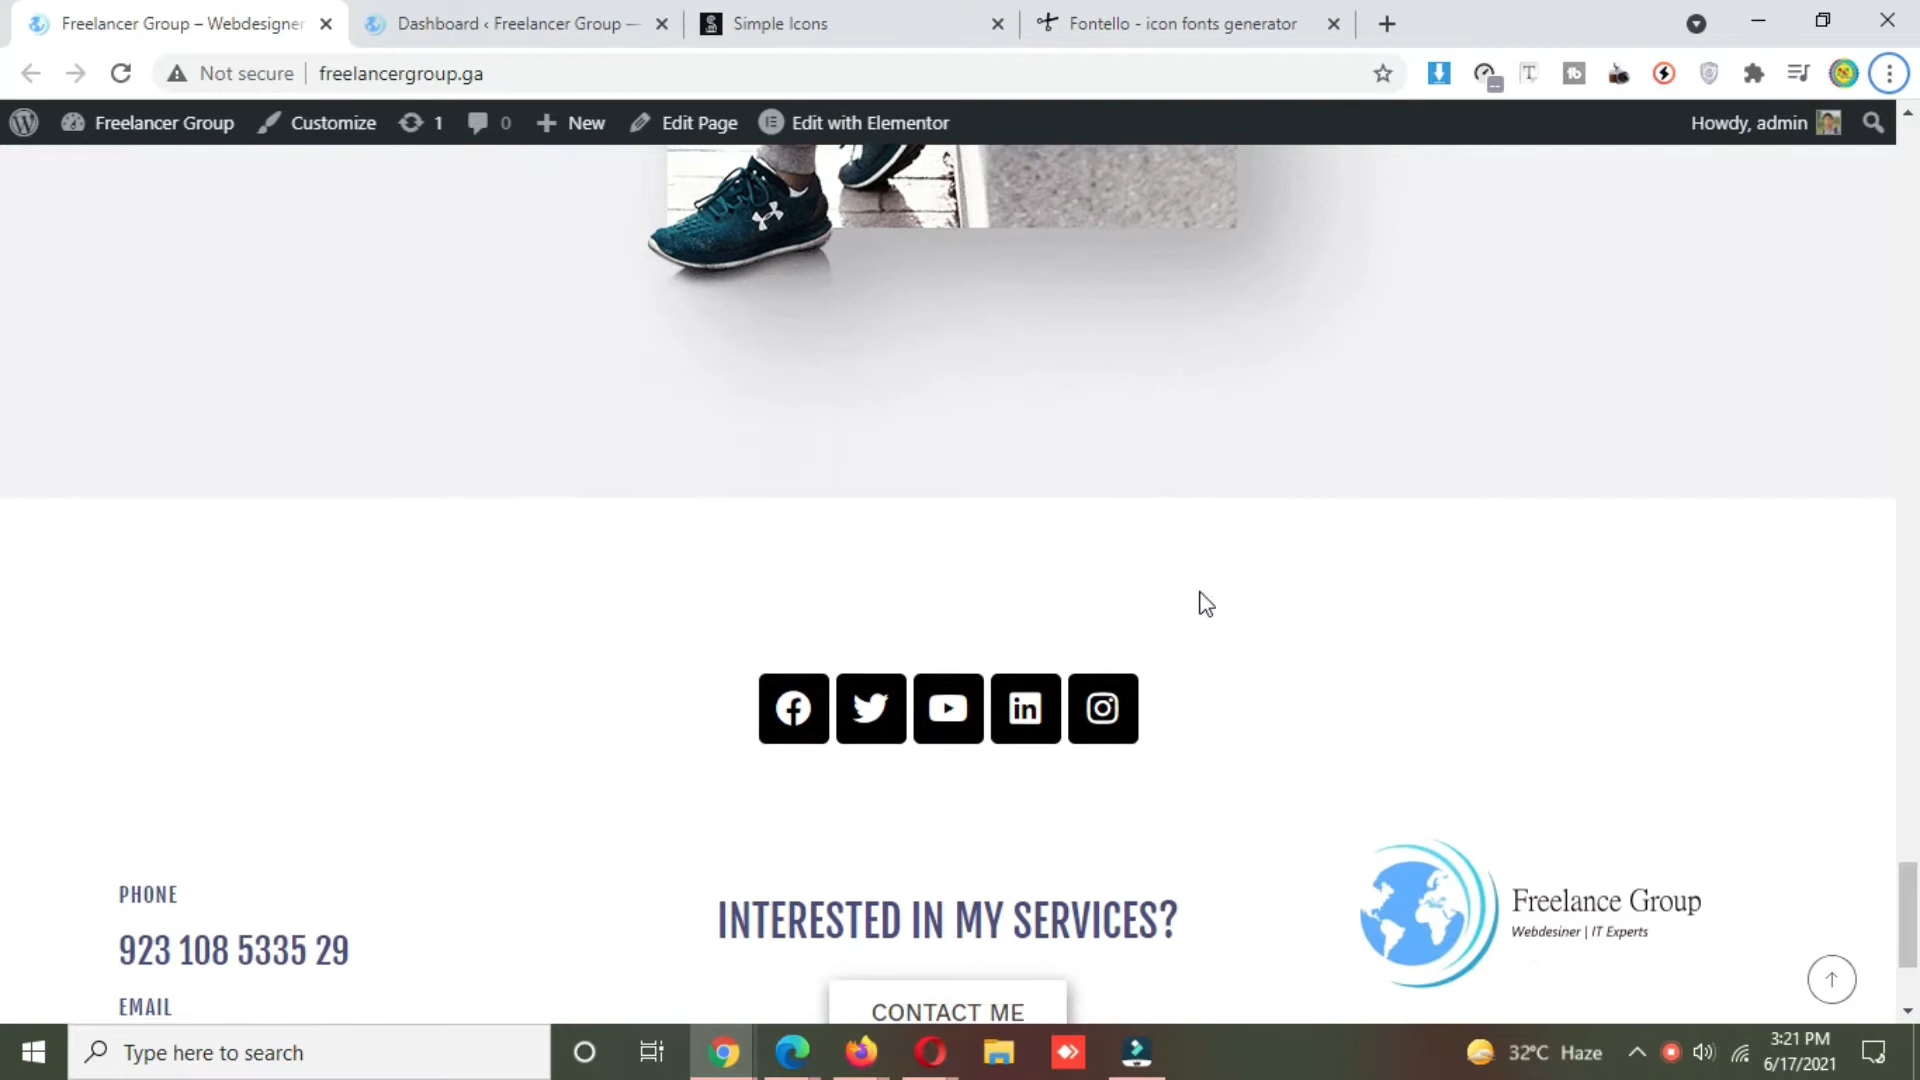 Freelancer Group – Webdesigner
Dashboard ‹ Freelancer Group —
Simple Icons
Fontello - icon fonts generator
Not secure
freelancergroup.ga
Freelancer Group
Customize
1
0
New
Edit Page
Edit with Elementor
Howdy, admin
PHONE
923 108 5335 29
EMAIL
INTERESTED IN MY SERVICES?
CONTACT ME
Freelance Group
Webdesiner | IT Experts
Type here to search
32°C Haze
3:21 PM
6/17/2021